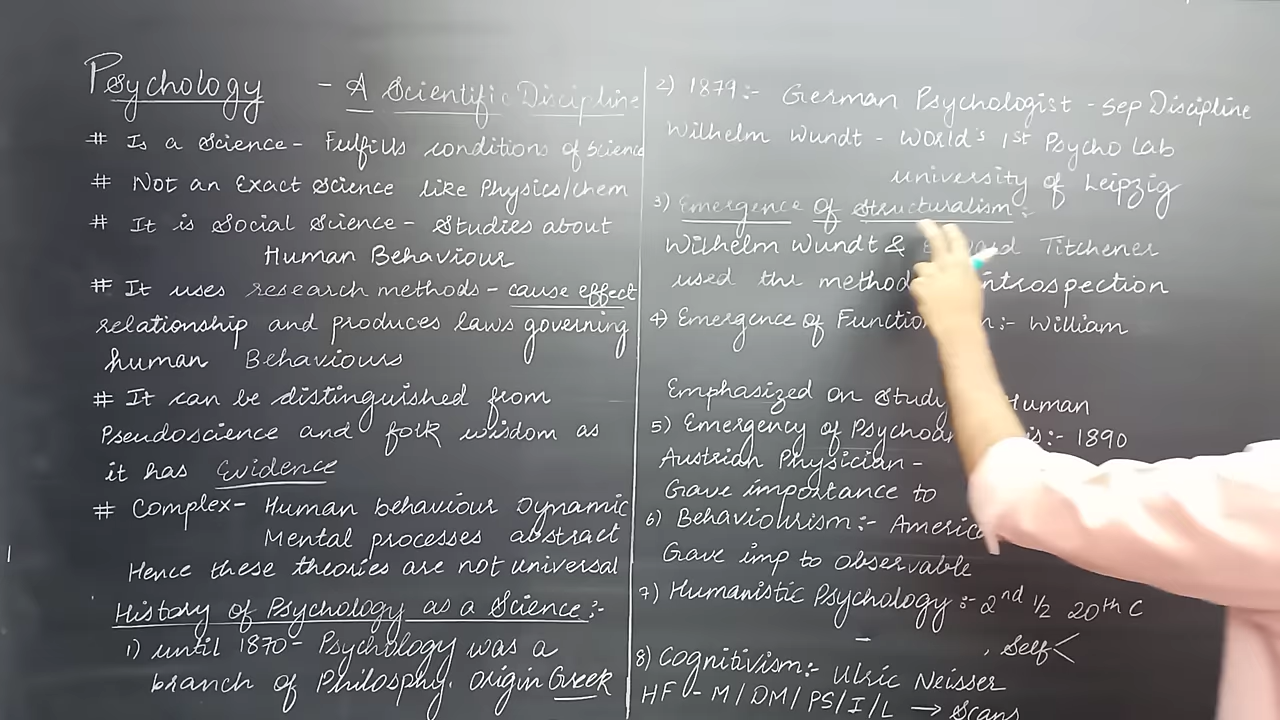 Psychology - A Scientific Discipline
# Is a Science - Fulfills conditions of Science
# Not an Exact Science like Physics/chem
# It is Social Science - Studies about
Human Behaviour
# It uses research methods - cause effect
relationship and produces laws governing
human Behaviours
# It can be distinguished from
Pseudoscience and folk wisdom as
it has Evidence
# Complex - Human behaviour Dynamic
Mental processes abstract
Hence these theories are not universal
History of Psychology as a Science :-
1) until 1870 - Psychology was a
branch of Philosphy. Origin Greek
2) 1879 :- German Psychologist - Sep Discipline
Wilhelm Wundt - World's 1st Psycho Lab
university of Leipzig
3) Emergence of Structuralism :-
Wilhelm Wundt & Titchener
used the method
4) Emergence of :- William
Emphasized on Study Human
5) Emergency of :- 1890
Austrian Physician -
Gave importance to
6) Behaviourism :-
Gave imp to observable
7) Humanistic Psychology :- 2nd 1/2 20th C
- , Self <
8) Cognitivism :- Ulric Neisser
HF - M/DM/PS/I/L → Scans